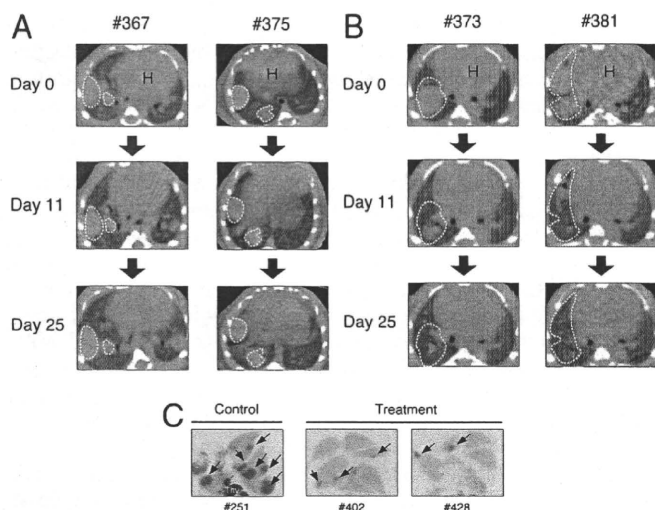 A
#367
#375
B
#373
#381
Day 0
H
H
Day 0
H
H
Day 11
Day 11
Day 25
Day 25
C
Control
Treatment
#251
#402
#428